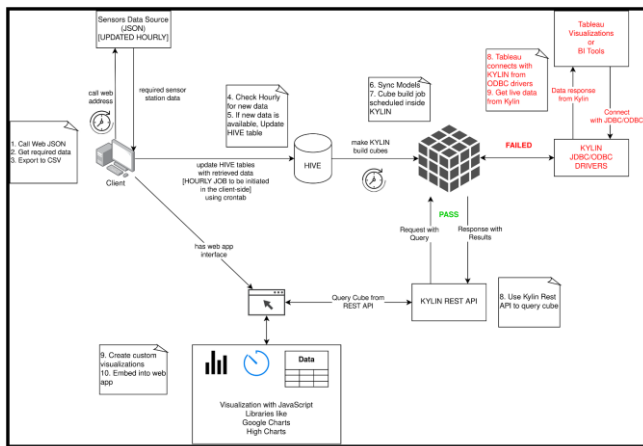 Sensors Data Source
(JSON)
[UPDATED HOURLY]
call web
address
required sensor
station data
1. Call Web JSON
2. Get required data
3. Export to CSV
Client
4. Check Hourly
for new data
5. If new data is
available, Update
HIVE table
update HIVE tables
with retrieved data
[HOURLY JOB to be initiated
in the client-side]
using crontab
HIVE
make KYLIN
build cubes
6. Sync Models
7. Cube build job
scheduled inside
KYLIN
8. Tableau
connects with
KYLIN from
ODBC drivers
9. Get live data
from Kylin
Tableau
Visualizations
or
BI Tools
Data response
from Kylin
Connect
with JDBC/ODBC
FAILED
KYLIN
JDBC/ODBC
DRIVERS
PASS
Request with
Query
Response with
Results
has web app
interface
Query Cube from
REST API
KYLIN REST API
8. Use Kylin Rest
API to query cube
9. Create custom
visualizations
10. Embed into web
app
Data
Visualization with JavaScript
Libraries like
Google Charts
High Charts